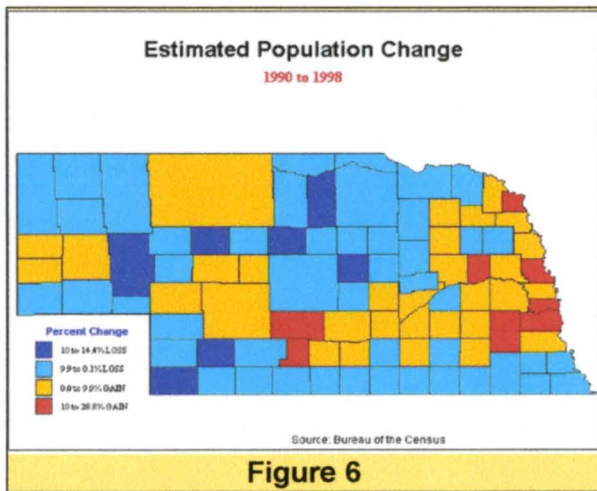 Estimated Population Change
1990 to 1998
Percent Change
10 to 14.4% LOSS
9.9 to 0.1% LOSS
0.0 to 9.9% GAIN
10 to 28.8% GAIN
Source: Bureau of the Census
Figure 6